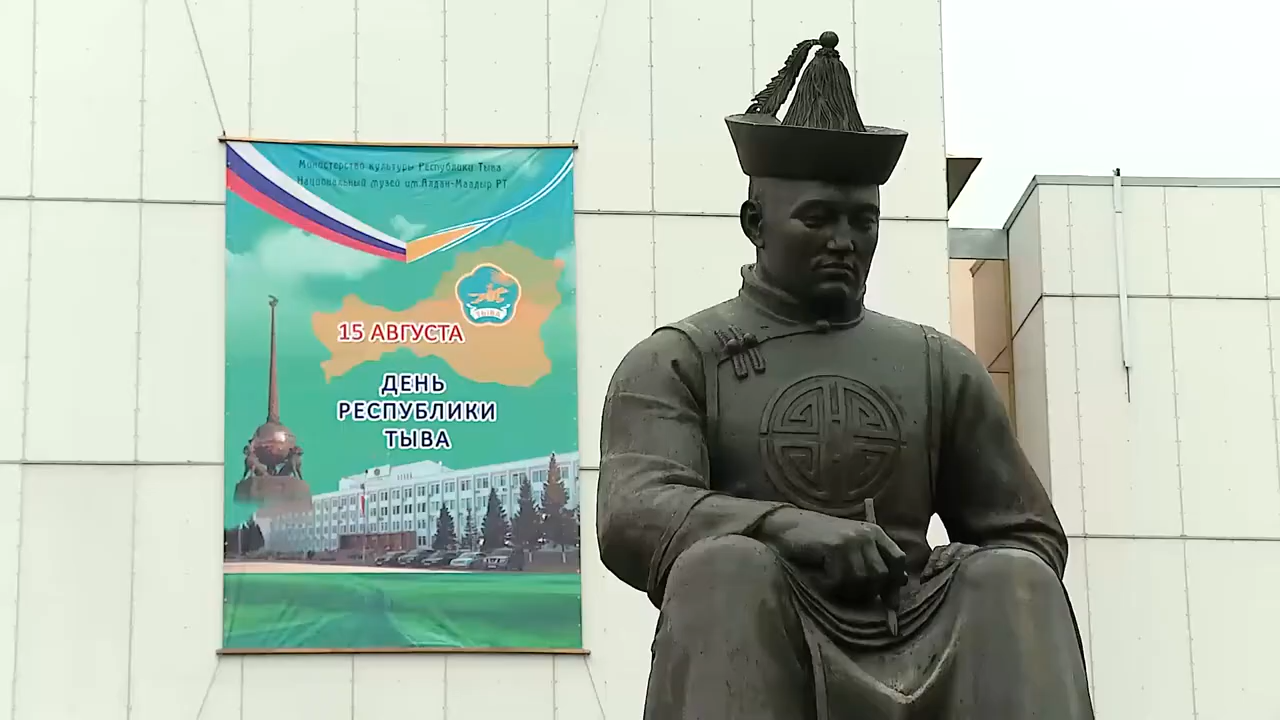 Министерство культуры Республики Тыва
Национальный музей им.Алдан-Маадыр РТ
ТЫВА
15 АВГУСТА
ДЕНЬ
РЕСПУБЛИКИ
ТЫВА